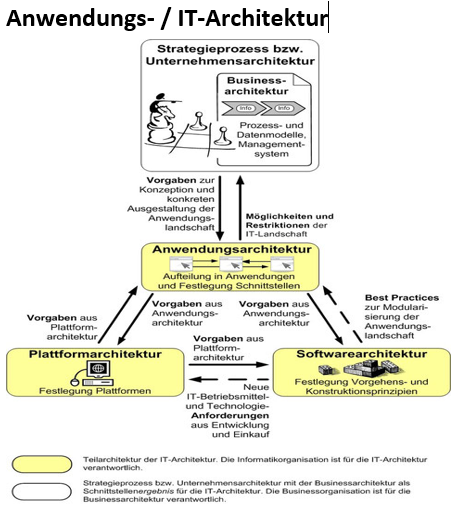 Anwendungs- / IT-Architektur
Strategieprozess bzw.
Unternehmensarchitektur
Business-
architektur
Info
Info
Prozess- und
Datenmodelle,
Management-
system
Vorgaben zur
Konzeption und
konkreten
Ausgestaltung der
Anwendungs-
landschaft
Möglichkeiten und
Restriktionen der
IT-Landschaft
Anwendungsarchitektur
Aufteilung in Anwendungen
und Festlegung Schnittstellen
Vorgaben aus
Plattform-
architektur
Vorgaben aus
Anwendungs-
architektur
Vorgaben aus
Anwendungs-
architektur
Best Practices
zur Modulari-
sierung der
Anwendungs-
landschaft
Plattformarchitektur
Festlegung Plattformen
Vorgaben aus
Plattform-
architektur
Neue
IT-Betriebsmittel-
und Technologie-
Anforderungen
aus Entwicklung
und Einkauf
Softwarearchitektur
Festlegung Vorgehens- und
Konstruktionsprinzipien
Teilarchitektur der IT-Architektur. Die Informatikorganisation ist für die IT-Architektur
verantwortlich.
Strategieprozess bzw. Unternehmensarchitektur mit der Businessarchitektur als
Schnittstellenergebnis für die IT-Architektur. Die Businessorganisation ist für die
Businessarchitektur verantwortlich.